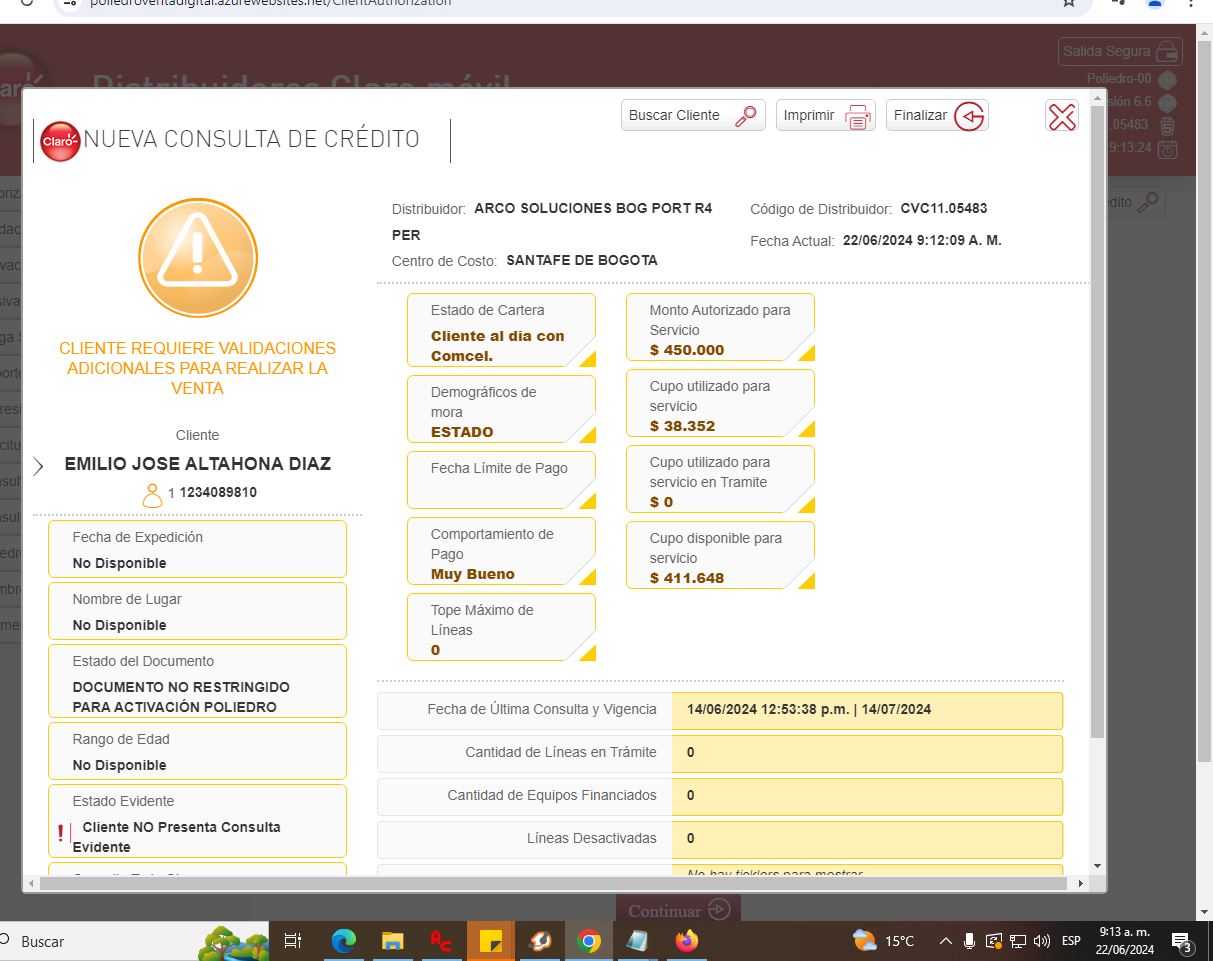 poliedroventadigital.azurewebsites.net/ClientAuthorization
Salida Segura
Distribuidores Claro móvil
Poliedro-00
sión 6.6
.05483
9:13:24
Buscar Cliente
Imprimir
Finalizar
Claro
NUEVA CONSULTA DE CRÉDITO
Distribuidor: ARCO SOLUCIONES BOG PORT R4
PER
Centro de Costo: SANTAFE DE BOGOTA
Código de Distribuidor: CVC11.05483
Fecha Actual: 22/06/2024 9:12:09 A. M.
CLIENTE REQUIERE VALIDACIONES
ADICIONALES PARA REALIZAR LA
VENTA
Cliente
EMILIO JOSE ALTAHONA DIAZ
1 1234089810
Fecha de Expedición
No Disponible
Nombre de Lugar
No Disponible
Estado del Documento
DOCUMENTO NO RESTRINGIDO
PARA ACTIVACIÓN POLIEDRO
Rango de Edad
No Disponible
Estado Evidente
Cliente NO Presenta Consulta
Evidente
Estado de Cartera
Cliente al dia con
Comcel.
Demográficos de
mora
ESTADO
Fecha Límite de Pago
Comportamiento de
Pago
Muy Bueno
Tope Máximo de
Líneas
0
Monto Autorizado para
Servicio
$ 450.000
Cupo utilizado para
servicio
$ 38.352
Cupo utilizado para
servicio en Tramite
$ 0
Cupo disponible para
servicio
$ 411.648
Fecha de Última Consulta y Vigencia 14/06/2024 12:53:38 p.m. | 14/07/2024
Cantidad de Líneas en Trámite 0
Cantidad de Equipos Financiados 0
Líneas Desactivadas 0
No hay ticklers para mostrar
Continuar
Buscar
15°C
ESP
9:13 a. m.
22/06/2024
3